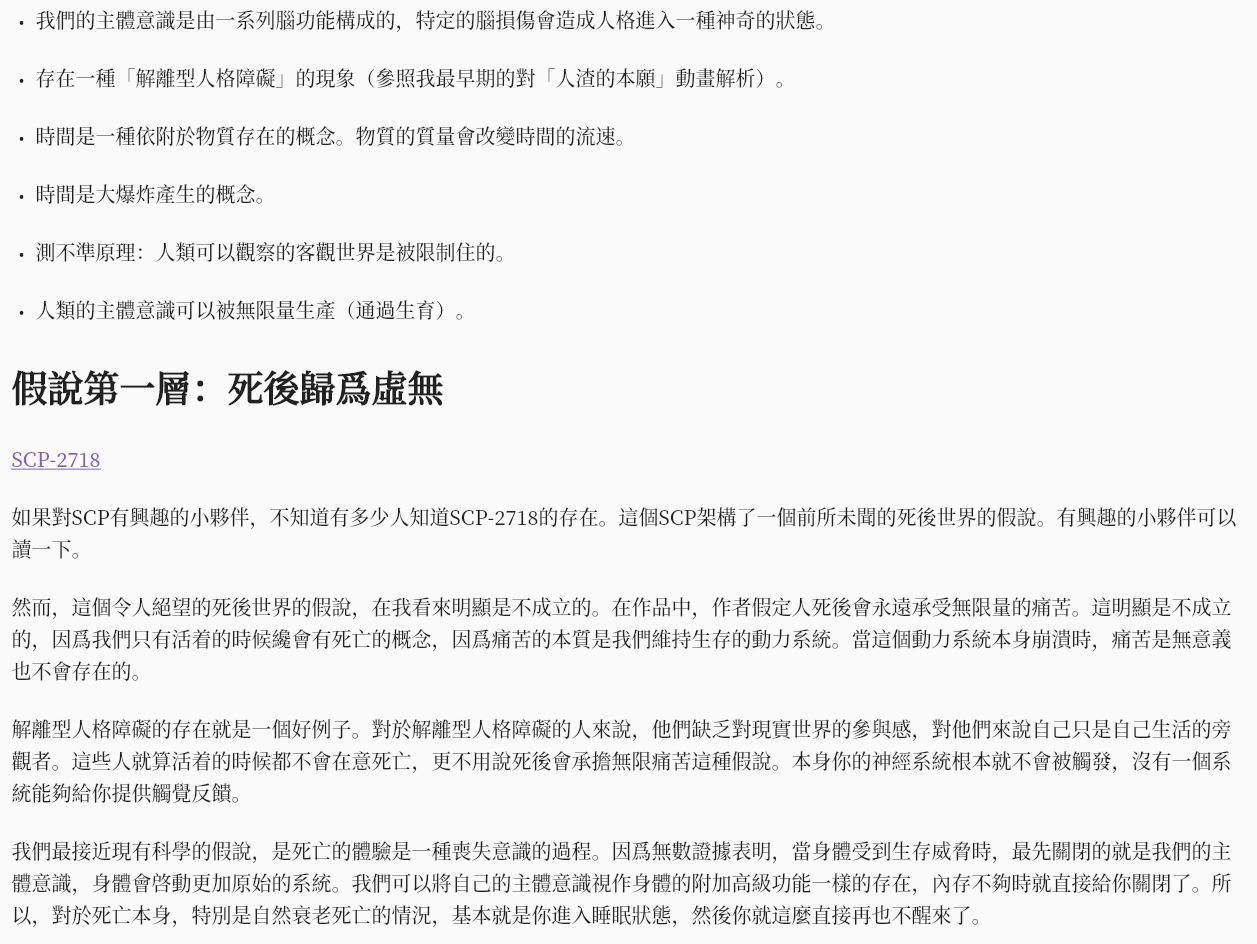 • 我們的主體意識是由一系列腦功能構成的，特定的腦損傷會造成人格進入一種神奇的狀態。
• 存在一種「解離型人格障礙」的現象（參照我最早期的對「人渣的本願」動畫解析）。
• 時間是一種依附於物質存在的概念。物質的質量會改變時間的流速。
• 時間是大爆炸產生的概念。
• 測不準原理：人類可以觀察的客觀世界是被限制住的。
• 人類的主體意識可以被無限量生產（通過生育）。
假說第一層：死後歸爲虛無
SCP-2718
如果對SCP有興趣的小夥伴，不知道有多少人知道SCP-2718的存在。這個SCP架構了一個前所未聞的死後世界的假說。有興趣的小夥伴可以
讀一下。
然而，這個令人絕望的死後世界的假說，在我看來明顯是不成立的。在作品中，作者假定人死後會永遠承受無限量的痛苦。這明顯是不成立
的，因爲我們只有活着的時候纔會有死亡的概念，因爲痛苦的本質是我們維持生存的動力系統。當這個動力系統本身崩潰時，痛苦是無意義
也不會存在的。
解離型人格障礙的存在就是一個好例子。對於解離型人格障礙的人來說，他們缺乏對現實世界的參與感，對他們來說自己只是自己生活的旁
觀者。這些人就算活着的時候都不會在意死亡，更不用說死後會承擔無限痛苦這種假說。本身你的神經系統根本就不會被觸發，沒有一個系
統能夠給你提供觸覺反饋。
我們最接近現有科學的假說，是死亡的體驗是一種喪失意識的過程。因爲無數證據表明，當身體受到生存威脅時，最先關閉的就是我們的主
體意識，身體會啓動更加原始的系統。我們可以將自己的主體意識視作身體的附加高級功能一樣的存在，內存不夠時就直接給你關閉了。所
以，對於死亡本身，特別是自然衰老死亡的情況，基本就是你進入睡眠狀態，然後你就這麼直接再也不醒來了。